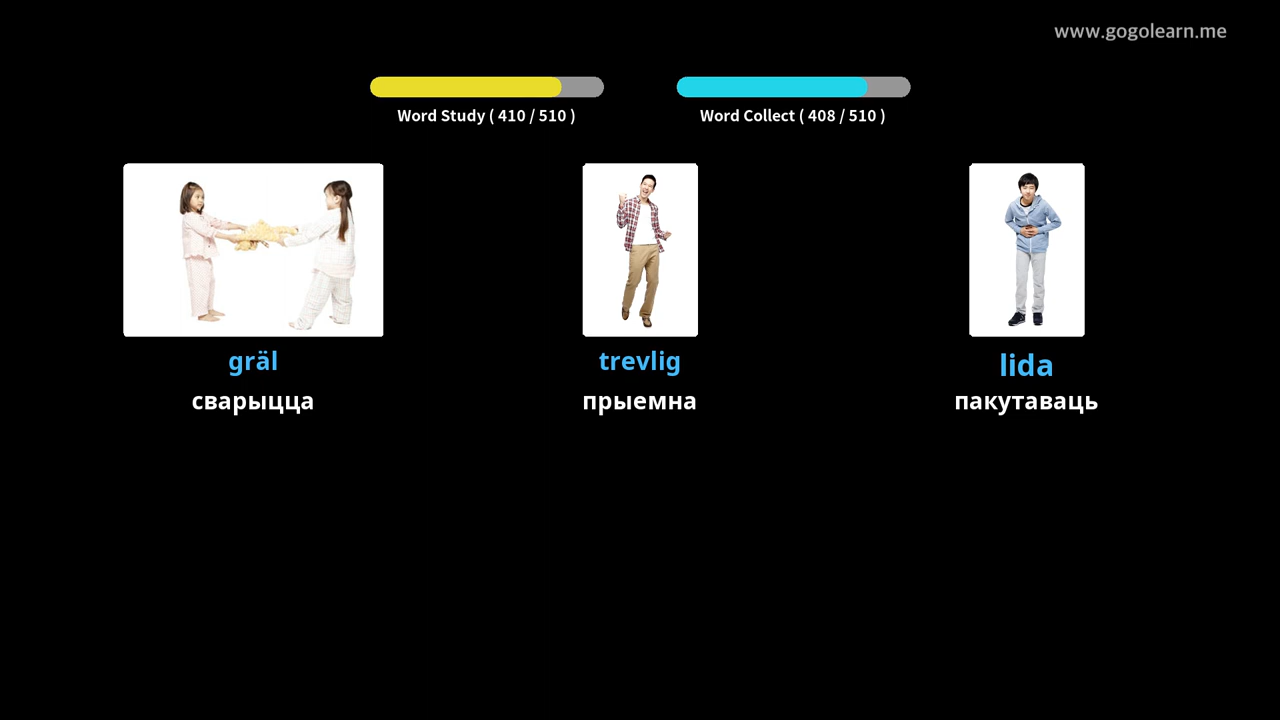 www.gogolearn.me
Word Study ( 410 / 510 )
Word Collect ( 408 / 510 )
gräl
trevlig
lida
сварыцца
прыемна
пакутаваць